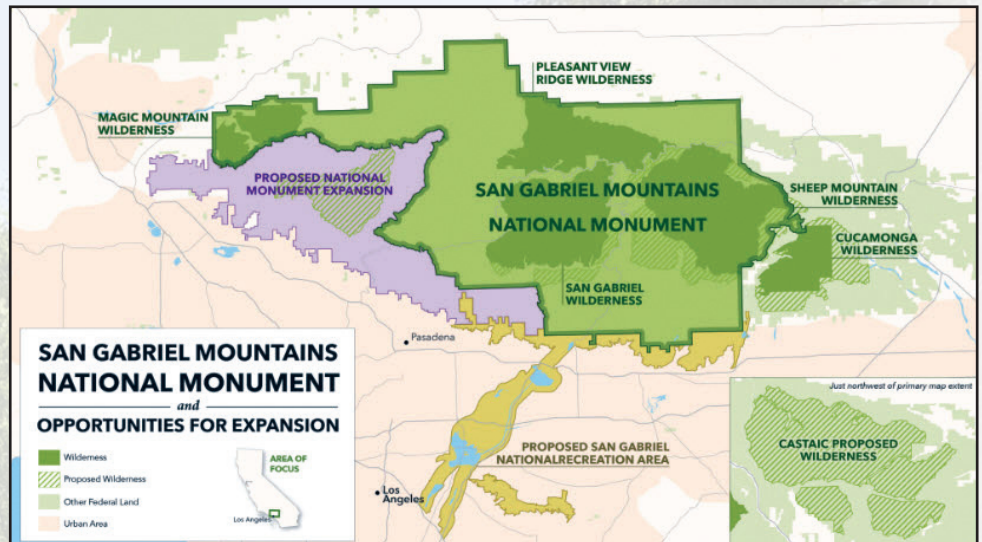 PLEASANT VIEW
RIDGE WILDERNESS
MAGIC MOUNTAIN
WILDERNESS
PROPOSED NATIONAL
MONUMENT EXPANSION
SAN GABRIEL MOUNTAINS
NATIONAL MONUMENT
SHEEP MOUNTAIN
WILDERNESS
CUCAMONGA
WILDERNESS
SAN GABRIEL
WILDERNESS
Pasadena
SAN GABRIEL MOUNTAINS
NATIONAL MONUMENT
and
OPPORTUNITIES FOR EXPANSION
Wilderness
Proposed Wilderness
Other Federal Land
Urban Area
AREA OF
FOCUS
Los Angeles
PROPOSED SAN GABRIEL
NATIONALRECREATION AREA
Los
Angeles
Just northwest of primary map extent
CASTAIC PROPOSED
WILDERNESS